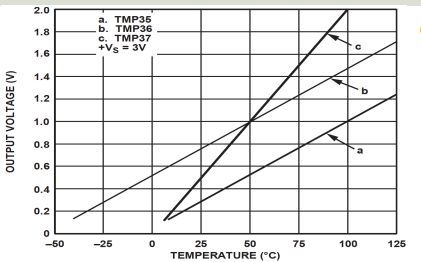 2.0
1.8
1.6
1.4
1.2
1.0
0.8
0.6
0.4
0.2
0
OUTPUT VOLTAGE (V)
a. TMP35
b. TMP36
c. TMP37
+VS = 3V
c
b
a
–50 –25 0 25 50 75 100 125
TEMPERATURE (°C)